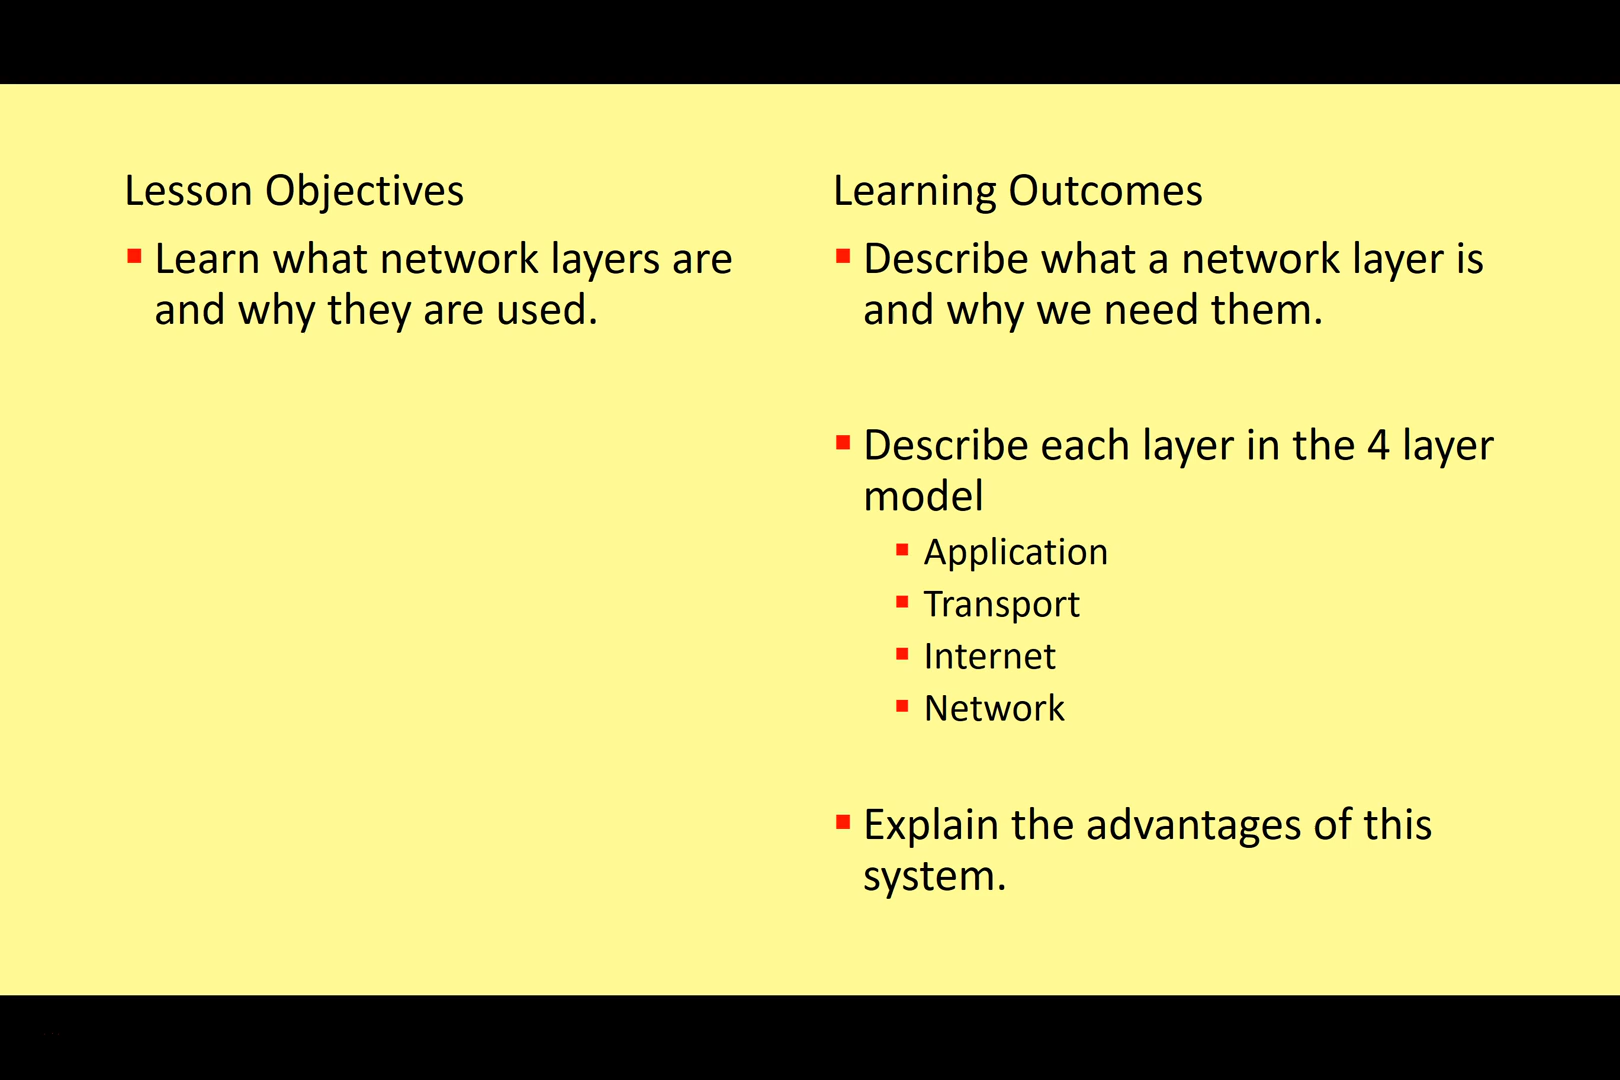 Lesson Objectives
Learn what network layers are
and why they are used.
Learning Outcomes
Describe what a network layer is
and why we need them.
Describe each layer in the 4 layer
model
Application
Transport
Internet
Network
Explain the advantages of this
system.